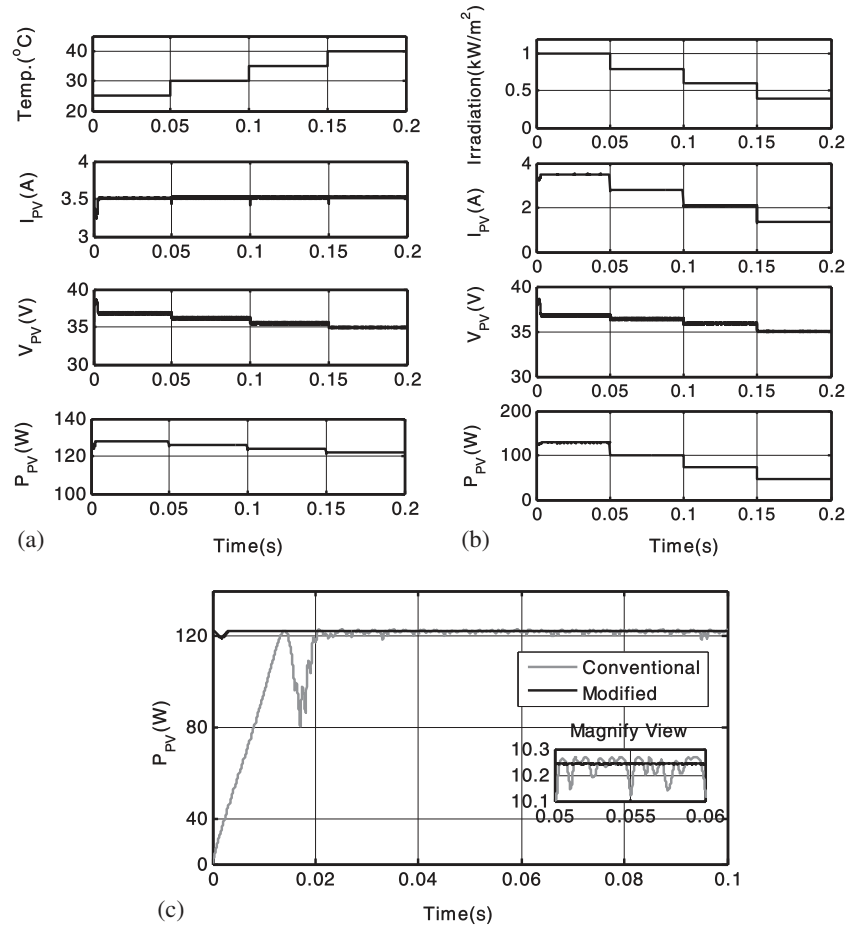 Temp.(°C)
40
30
20
0 0.05 0.1 0.15 0.2
I_PV(A)
4
3.5
3
0 0.05 0.1 0.15 0.2
V_PV(V)
40
35
30
0 0.05 0.1 0.15 0.2
P_PV(W)
140
120
100
0 0.05 0.1 0.15 0.2
(a)
Time(s)
Irradiation(kW/m²)
1
0.5
0
0 0.05 0.1 0.15 0.2
I_PV(A)
4
2
0
0 0.05 0.1 0.15 0.2
V_PV(V)
40
35
30
0 0.05 0.1 0.15 0.2
P_PV(W)
200
100
0
0 0.05 0.1 0.15 0.2
(b)
Time(s)
P_PV(W)
120
80
40
0
Conventional
Modified
Magnify View
10.3
10.2
10.1
0.05 0.055 0.06
0 0.02 0.04 0.06 0.08 0.1
(c)
Time(s)